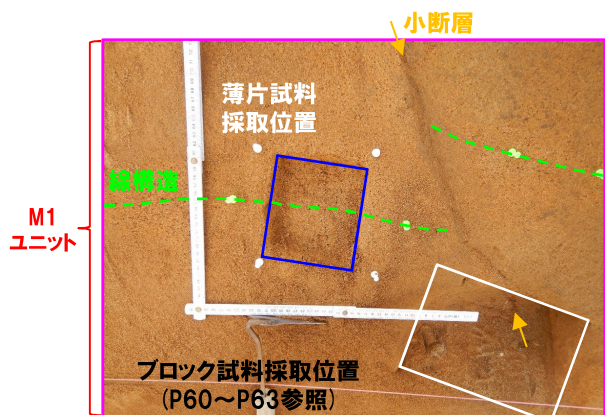 小断層
薄片試料
採取位置
線構造
M1
ユニット
ブロック試料採取位置
(P60~P63参照)